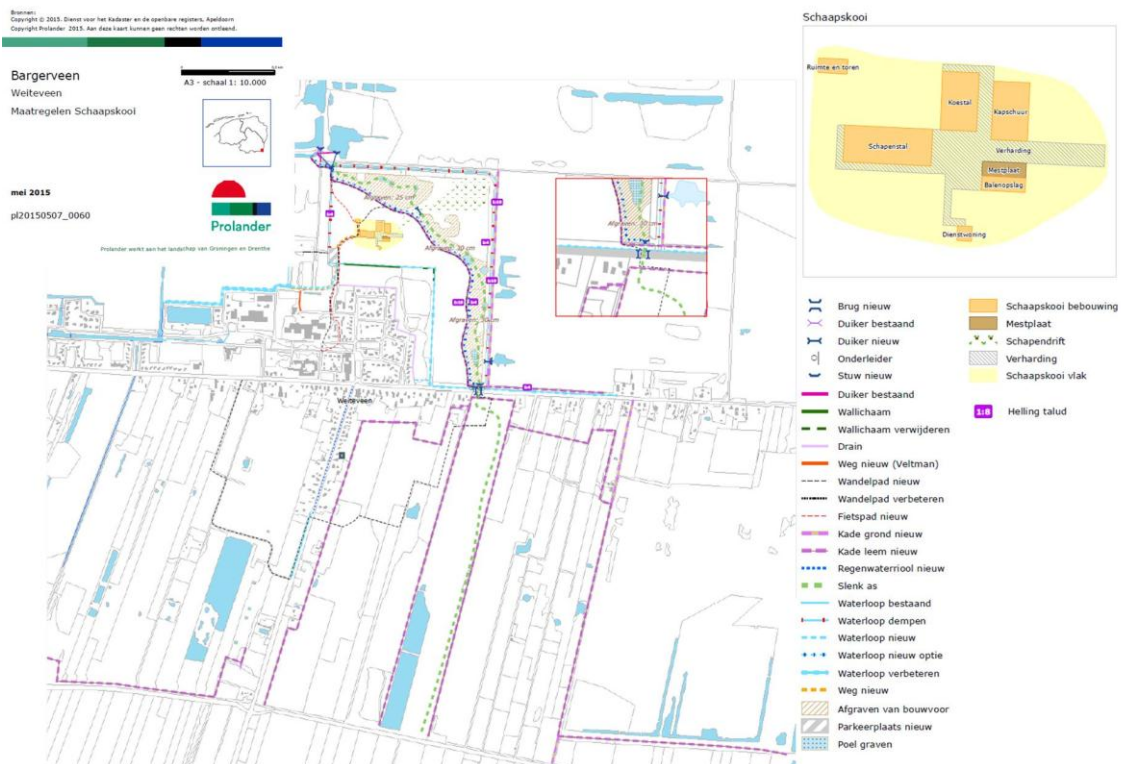 Bronnen:
Copyright © 2015. Dienst voor het Kadaster en de openbare registers, Apeldoorn
Copyright Prolander 2015. Aan deze kaart kunnen geen rechten worden ontleend.
Bargerveen
Weiteveen
Maatregelen Schaapskooi
A3 - schaal 1: 10.000
mei 2015
pl20150507_0060
Prolander
Prolander werkt aan het landschap van Groningen en Drenthe
Afgraven: 25 cm
Afgraven: 30 cm
Weiteveen
Schaapskooi
Ruimte en toren
Koestal
Kapschuur
Schapenstal
Verharding
Mestplaat
Balenopslag
Dienstwoning
Brug nieuw
Duiker bestaand
Duiker nieuw
Onderleider
Stuw nieuw
Duiker bestaand
Wallichaam
Wallichaam verwijderen
Drain
Weg nieuw (Veltman)
Wandelpad nieuw
Wandelpad verbeteren
Fietspad nieuw
Kade grond nieuw
Kade leem nieuw
Regenwaterriool nieuw
Slenk as
Waterloop bestaand
Waterloop dempen
Waterloop nieuw
Waterloop nieuw optie
Waterloop verbeteren
Weg nieuw
Afgraven van bouwvoor
Parkeerplaats nieuw
Poel graven
Schaapskooi bebouwing
Mestplaat
Schapendrift
Verharding
Schaapskooi vlak
1:8 Helling talud